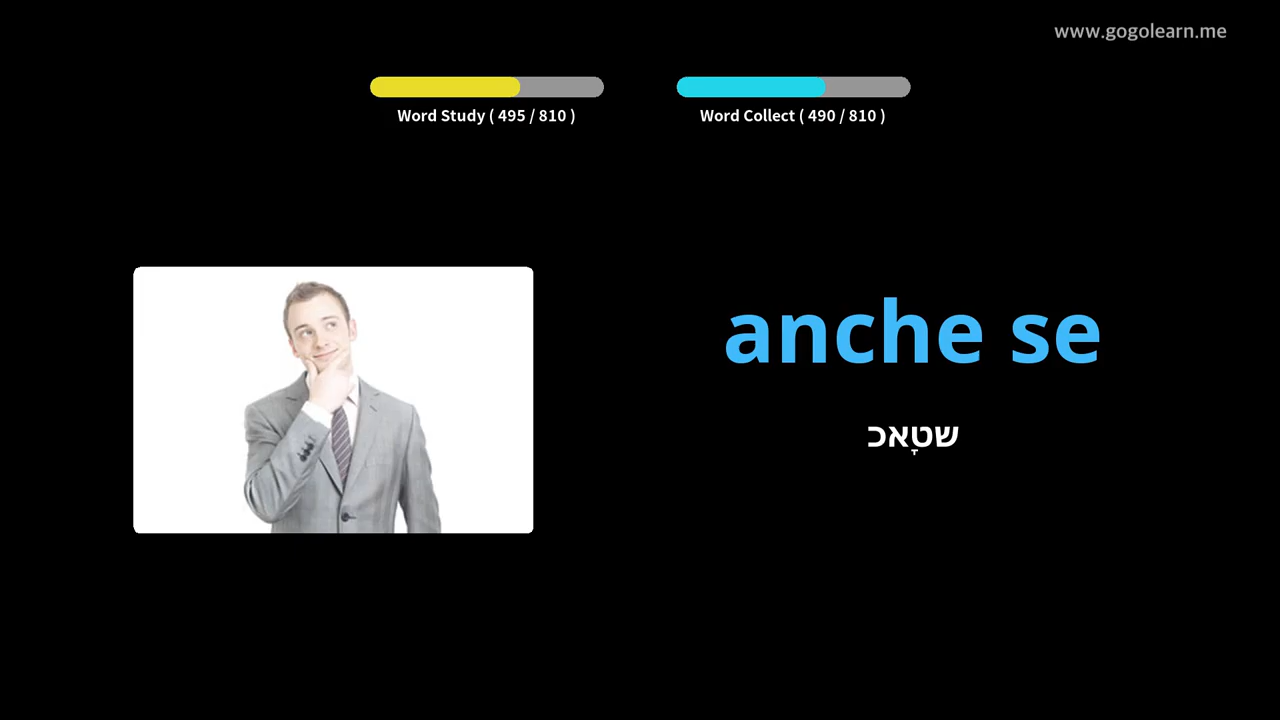 www.gogolearn.me
Word Study ( 495 / 810 )
Word Collect ( 490 / 810 )
anche se
שטָאכ